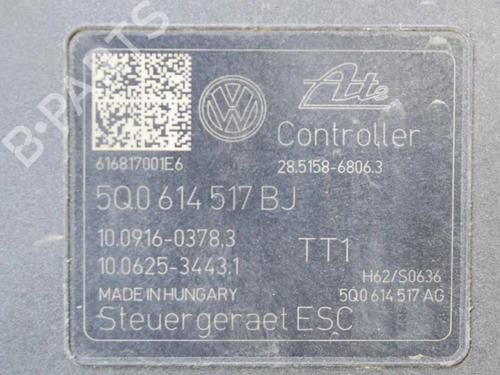 B-PARTS
Ate
Controller
616817001E6
28.5158-6806.3
5Q0 614 517 BJ
10.0916-0378.3
10.0625-3443.1
TT1
H62/S0636
MADE IN HUNGARY
5Q0 614 517 AG
Steuergeraet ESC